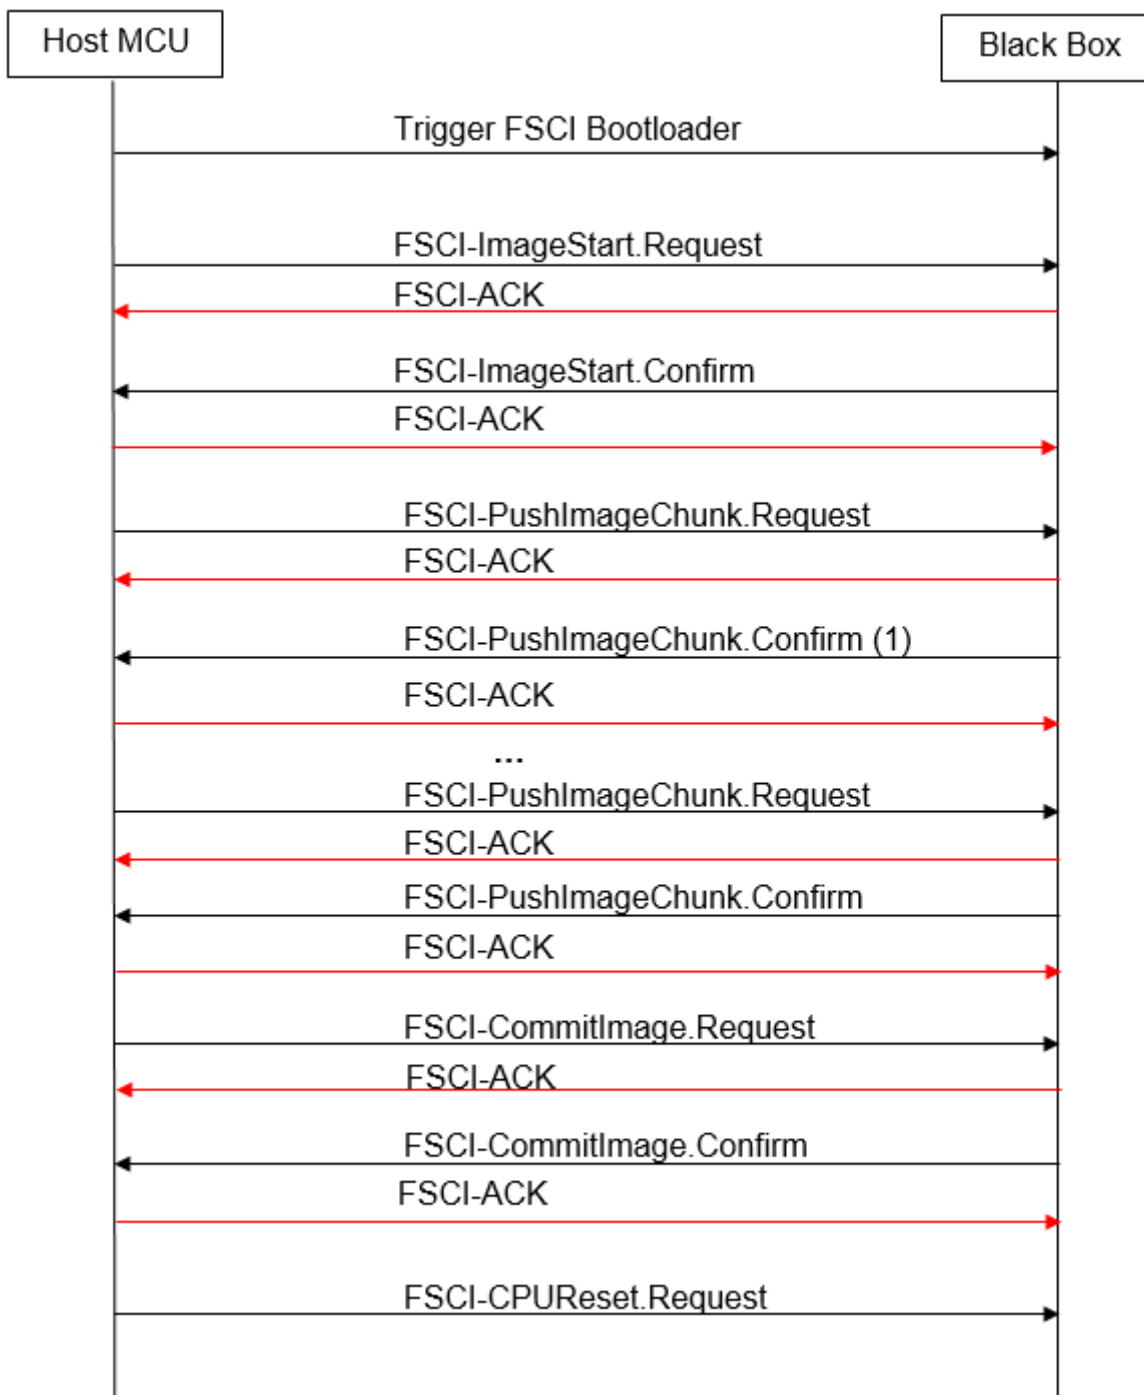 Host MCU
Black Box
Trigger FSCI Bootloader
FSCI-ImageStart.Request
FSCI-ACK
FSCI-ImageStart.Confirm
FSCI-ACK
FSCI-PushImageChunk.Request
FSCI-ACK
FSCI-PushImageChunk.Confirm (1)
FSCI-ACK
...
FSCI-PushImageChunk.Request
FSCI-ACK
FSCI-PushImageChunk.Confirm
FSCI-ACK
FSCI-CommitImage.Request
FSCI-ACK
FSCI-CommitImage.Confirm
FSCI-ACK
FSCI-CPUReset.Request